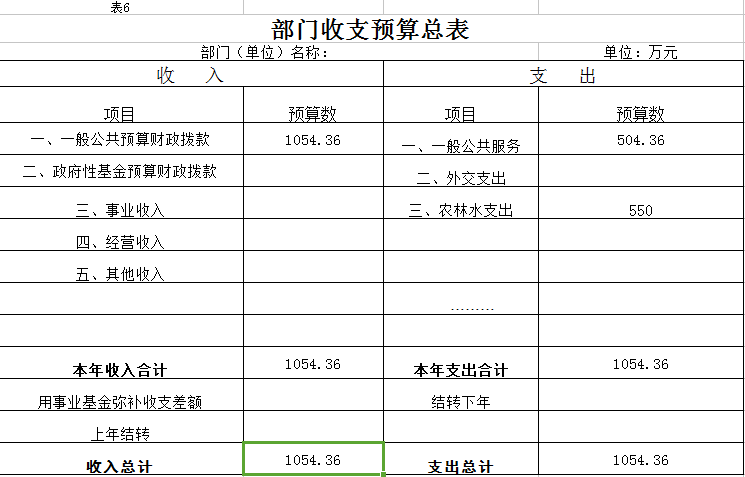 表6
部门收支预算总表
部门（单位）名称： 单位：万元
收 入 支 出
项目 预算数 项目 预算数
一、一般公共预算财政拨款 1054.36 一、一般公共服务 504.36
二、政府性基金预算财政拨款 二、外交支出
三、事业收入 三、农林水支出 550
四、经营收入
五、其他收入
………
本年收入合计 1054.36 本年支出合计 1054.36
用事业基金弥补收支差额 结转下年
上年结转
收入总计 1054.36 支出总计 1054.36